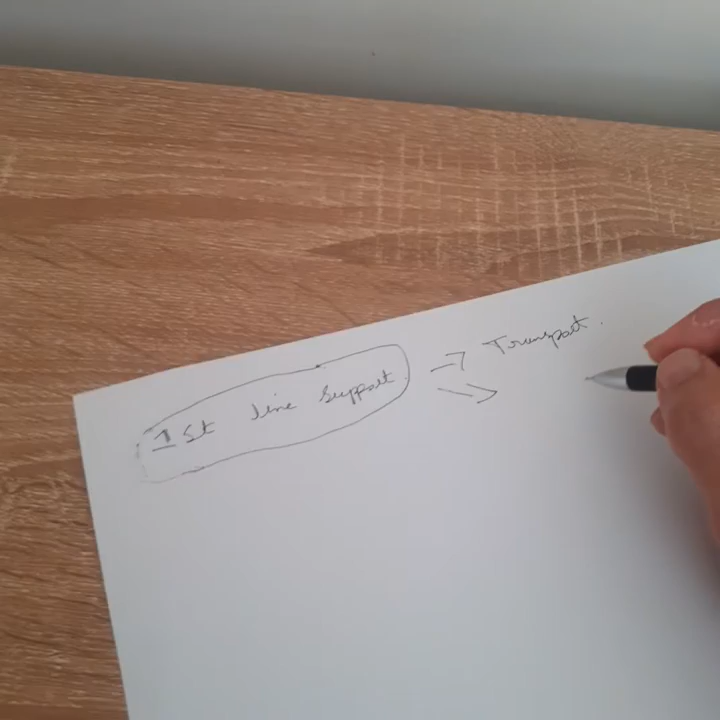 1st line Support → Transport.
→